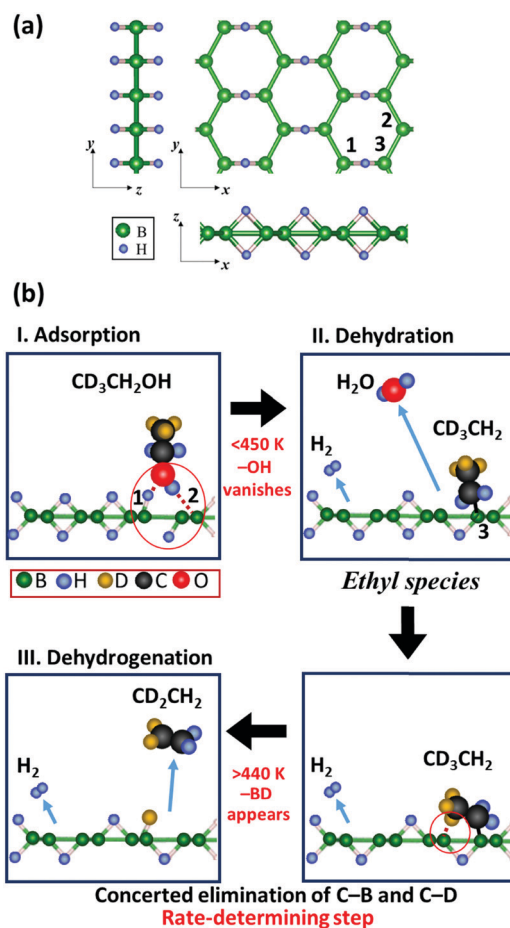 (a)
y
z
y
x
1
2
3
B
H
z
x
(b)
I. Adsorption
CD₃CH₂OH
1
2
B H D C O
<450 K
–OH
vanishes
II. Dehydration
H₂O
H₂
CD₃CH₂
3
Ethyl species
III. Dehydrogenation
CD₂CH₂
H₂
>440 K
–BD
appears
H₂
CD₃CH₂
Concerted elimination of C–B and C–D
Rate-determining step